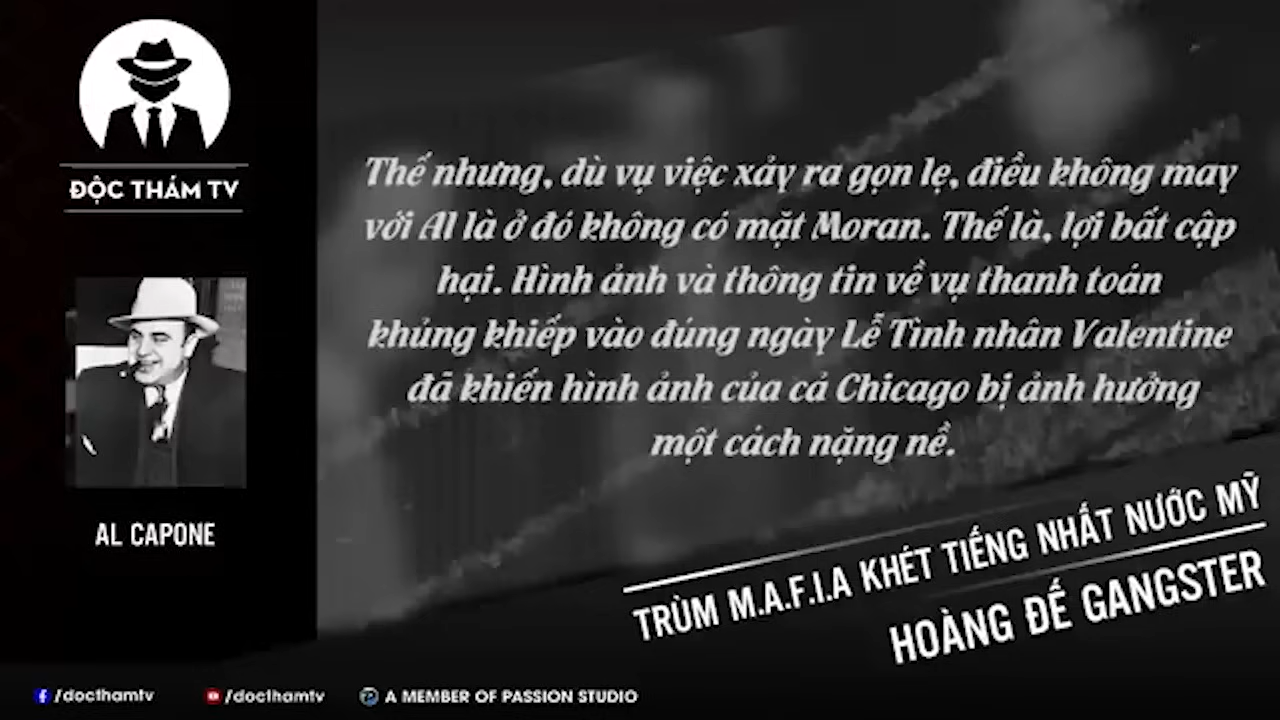 ĐỘC THÁM TV
AL CAPONE
Thế nhưng, dù vụ việc xảy ra gọn lẹ, điều không may
với Al là ở đó không có mặt Moran. Thế là, lợi bất cập
hại. Hình ảnh và thông tin về vụ thanh toán
khủng khiếp vào đúng ngày Lễ Tình nhân Valentine
đã khiến hình ảnh của cả Chicago bị ảnh hưởng
một cách nặng nề.
TRÙM M.A.F.I.A KHÉT TIẾNG NHẤT NƯỚC MỸ
HOÀNG ĐẾ GANGSTER
/docthamtv /docthamtv A MEMBER OF PASSION STUDIO